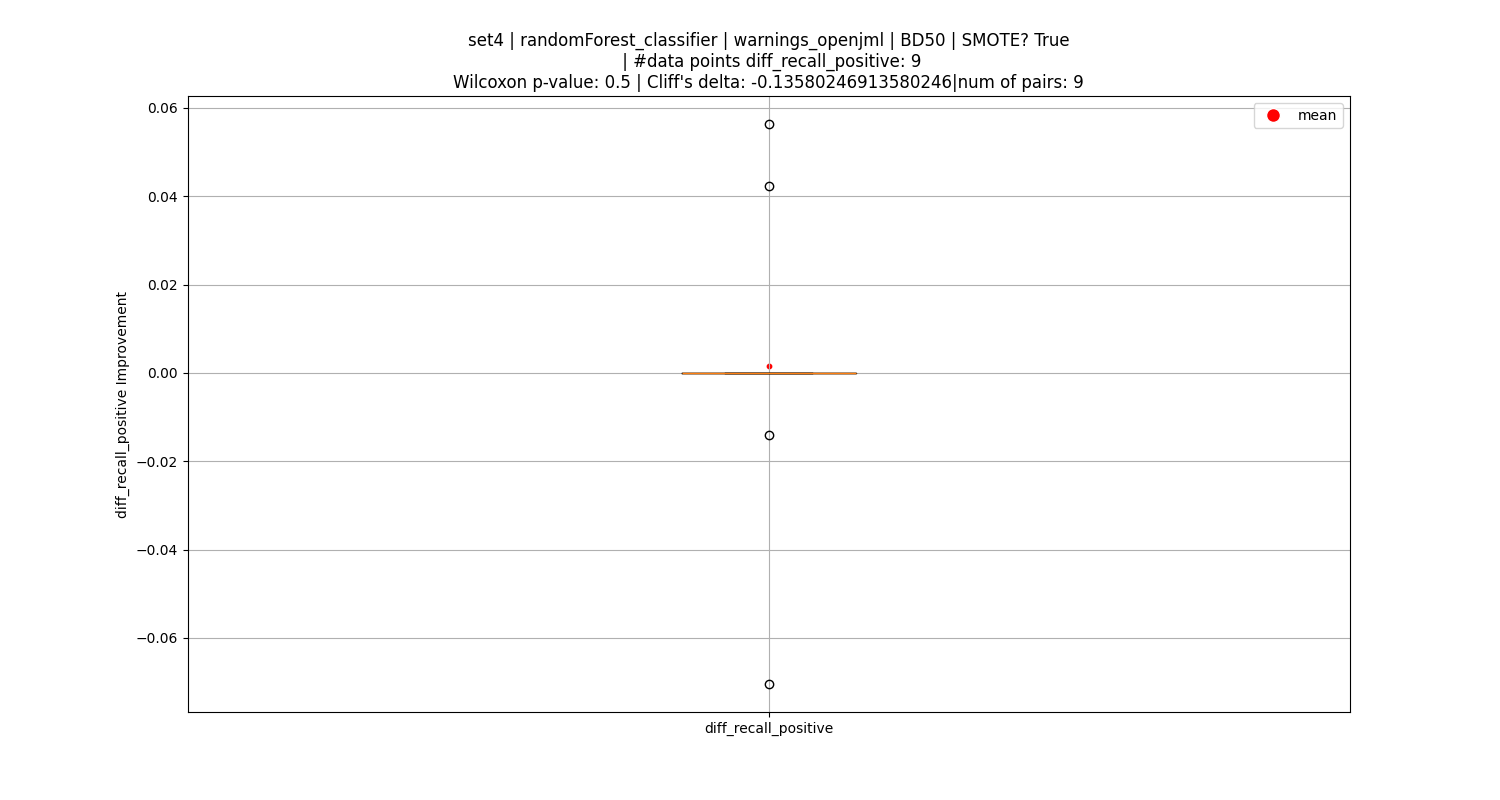 set4 | randomForest_classifier | warnings_openjml | BD50 | SMOTE? True
| #data points diff_recall_positive: 9
Wilcoxon p-value: 0.5 | Cliff's delta: -0.13580246913580246|num of pairs: 9
mean
0.06
0.04
0.02
0.00
−0.02
−0.04
−0.06
diff_recall_positive Improvement
diff_recall_positive